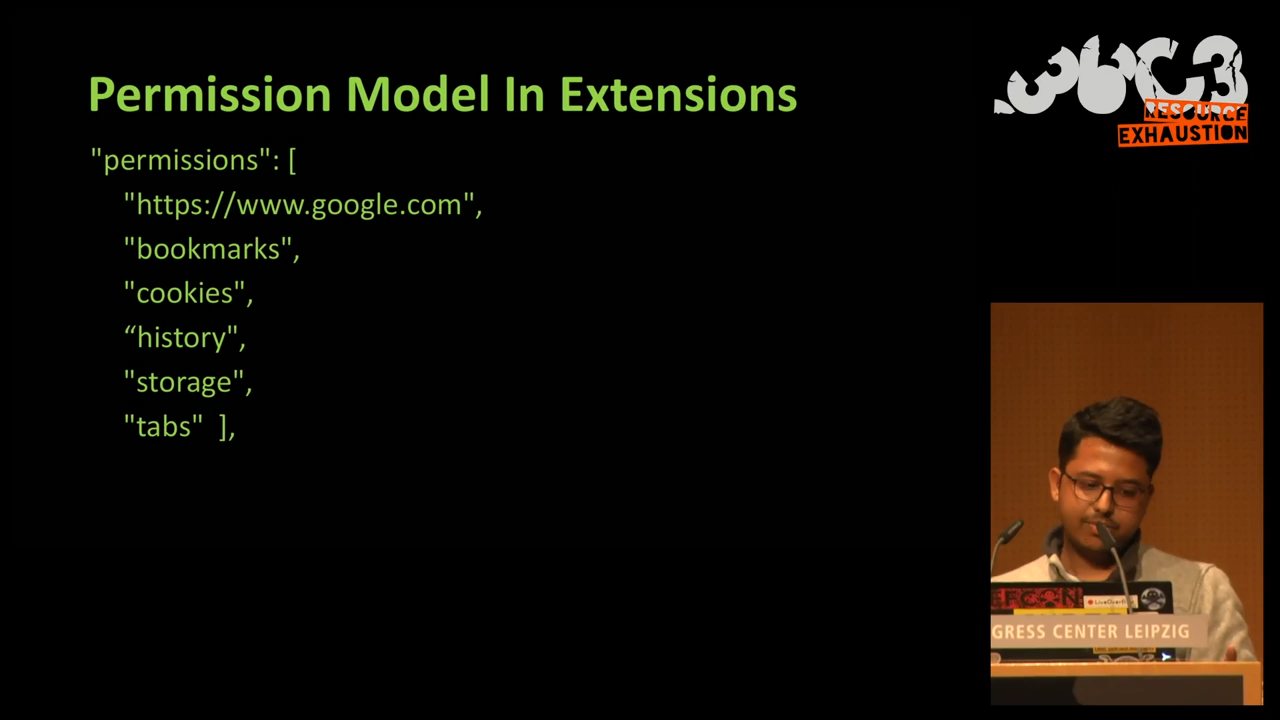 Permission Model In Extensions
"permissions": [
"https://www.google.com",
"bookmarks",
"cookies",
“history",
"storage",
"tabs"  ],
36C3
RESOURCE
EXHAUSTION
LiveOverflow
GRESS CENTER LEIPZIG